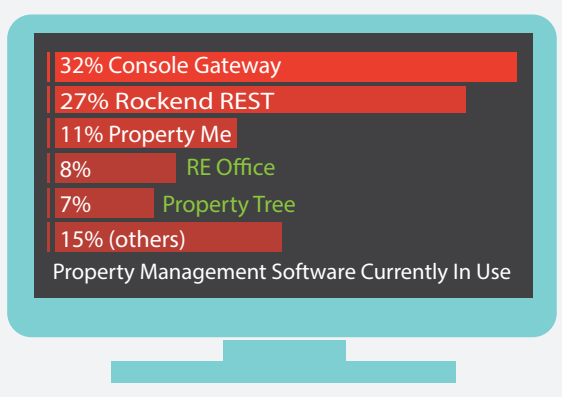 32% Console Gateway
27% Rockend REST
11% Property Me
8% RE Office
7% Property Tree
15% (others)
Property Management Software Currently In Use